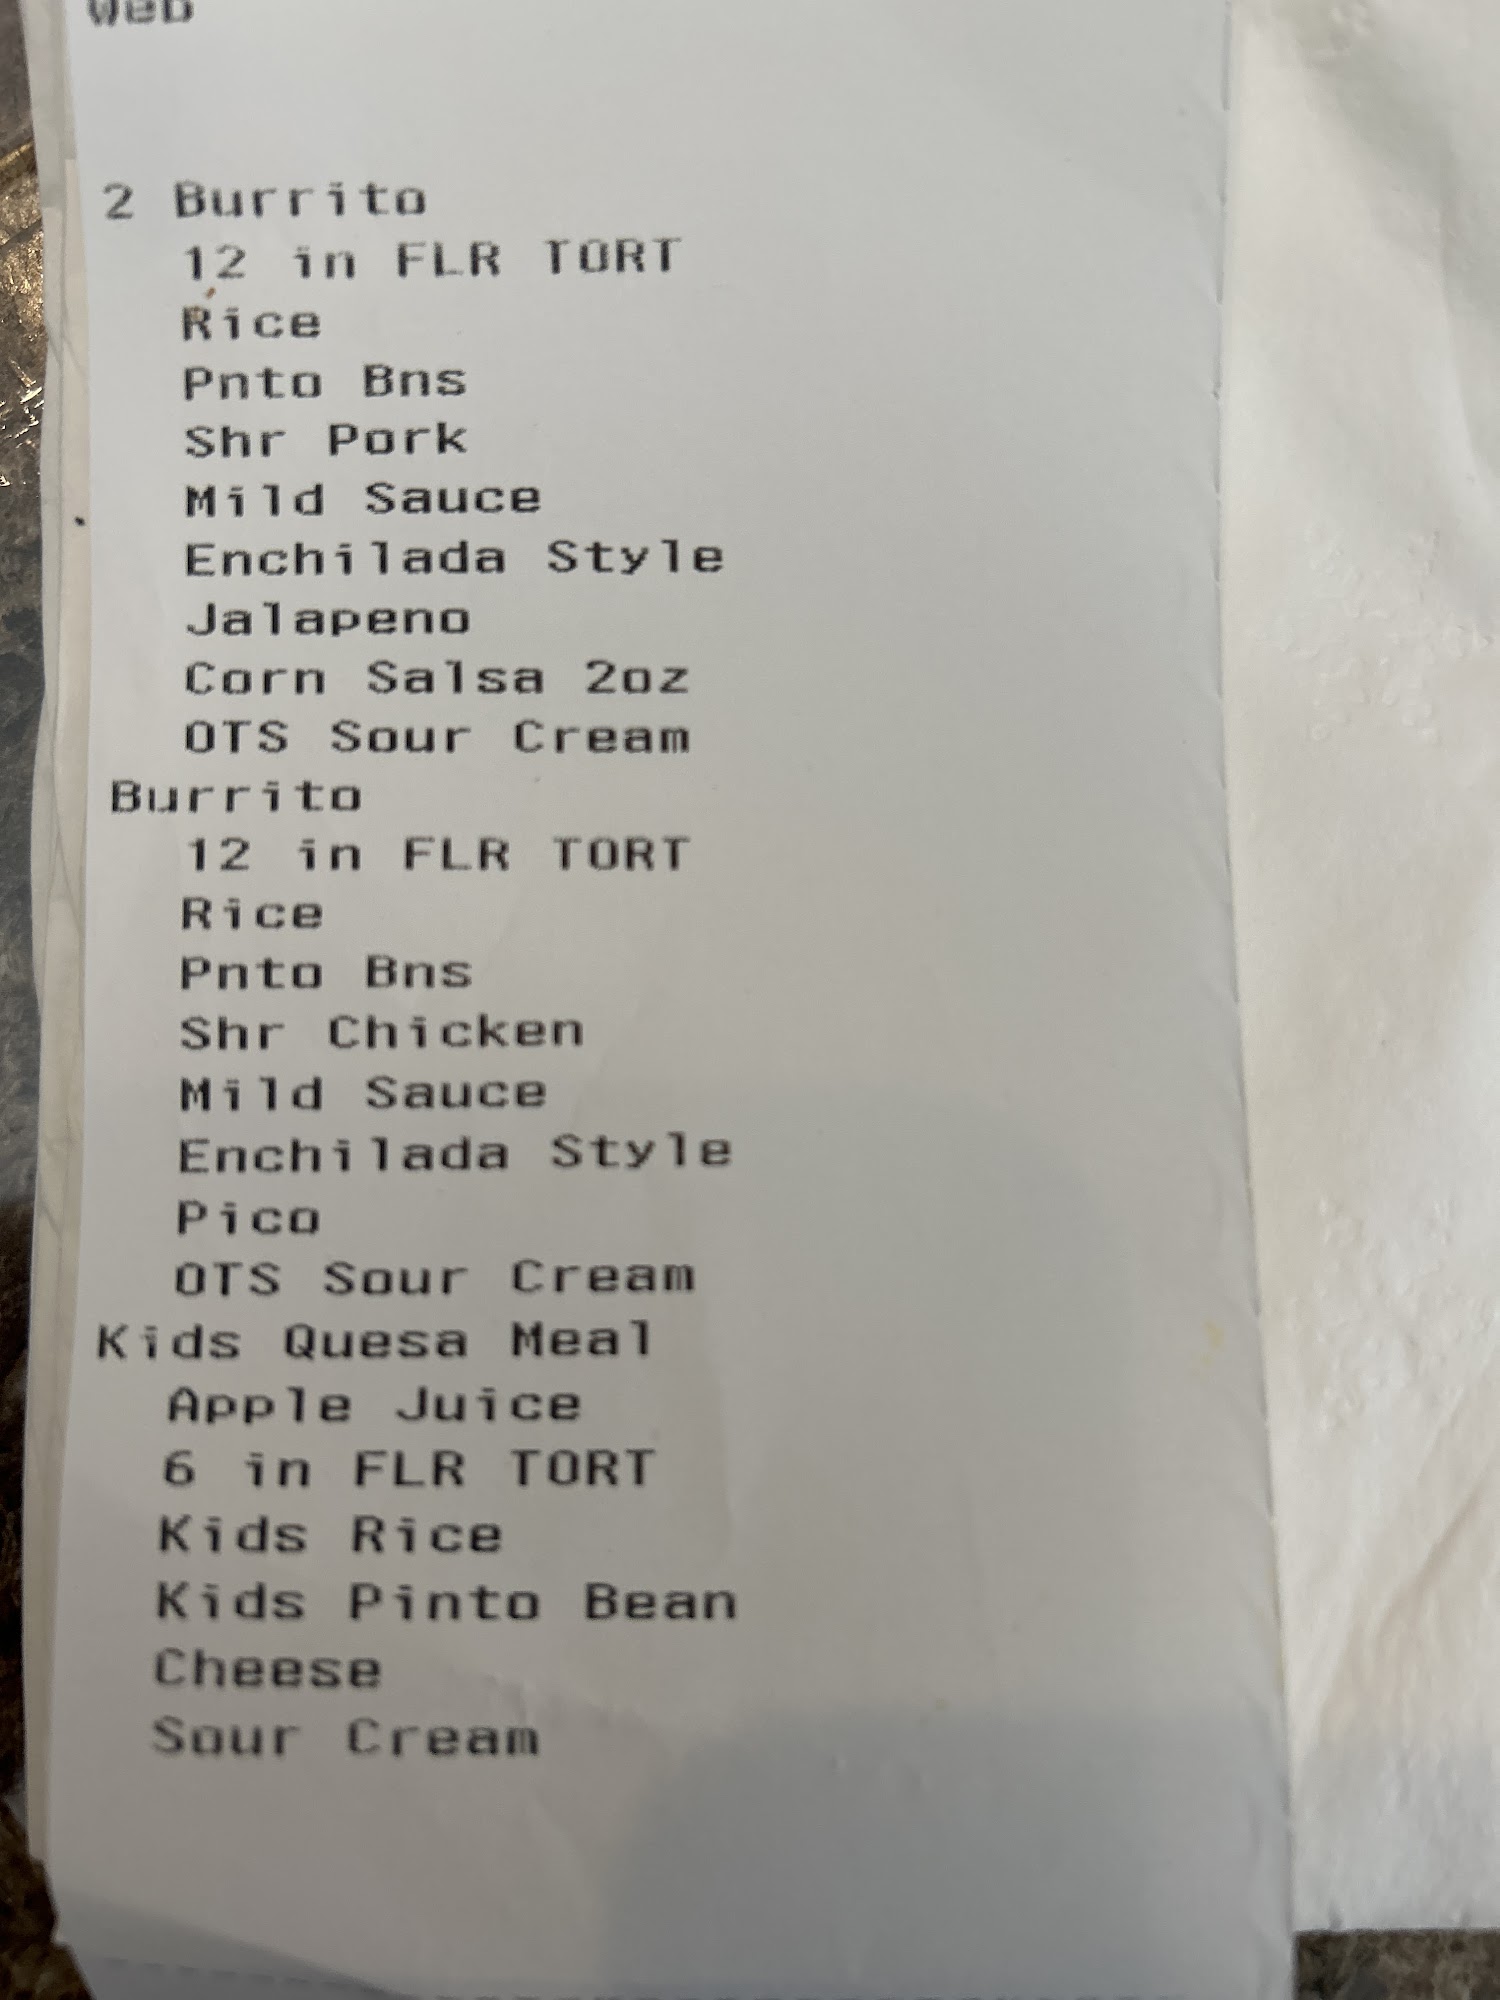 Web
2 Burrito
12 in FLR TORT
Rice
Pnto Bns
Shr Pork
Mild Sauce
Enchilada Style
Jalapeno
Corn Salsa 2oz
OTS Sour Cream
Burrito
12 in FLR TORT
Rice
Pnto Bns
Shr Chicken
Mild Sauce
Enchilada Style
Pico
OTS Sour Cream
Kids Quesa Meal
Apple Juice
6 in FLR TORT
Kids Rice
Kids Pinto Bean
Cheese
Sour Cream